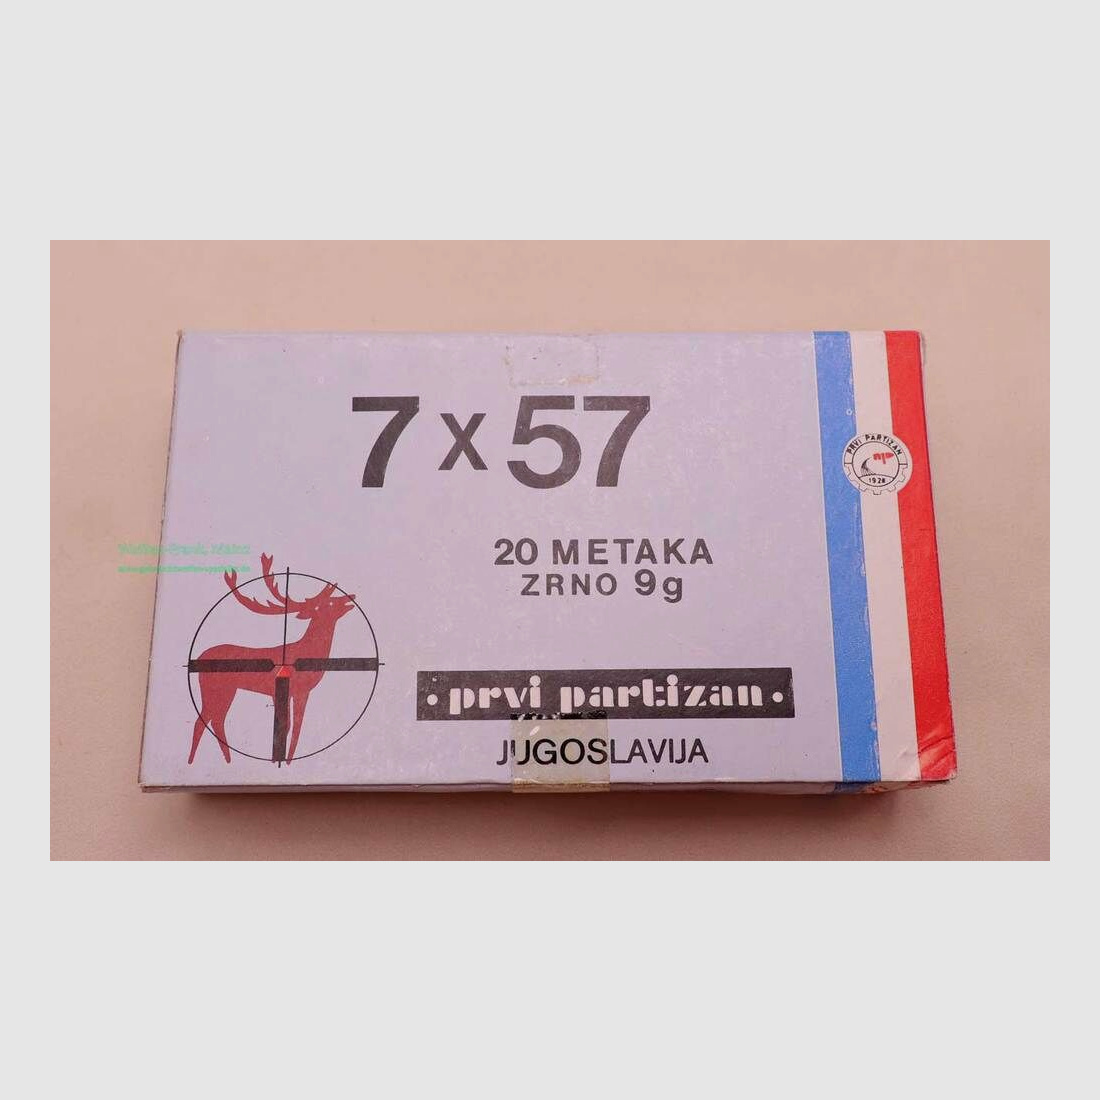 7 x 57
PRVI PARTIZAN
1928
20 METAKA
ZRNO 9g
· prvi partizan ·
JUGOSLAVIJA